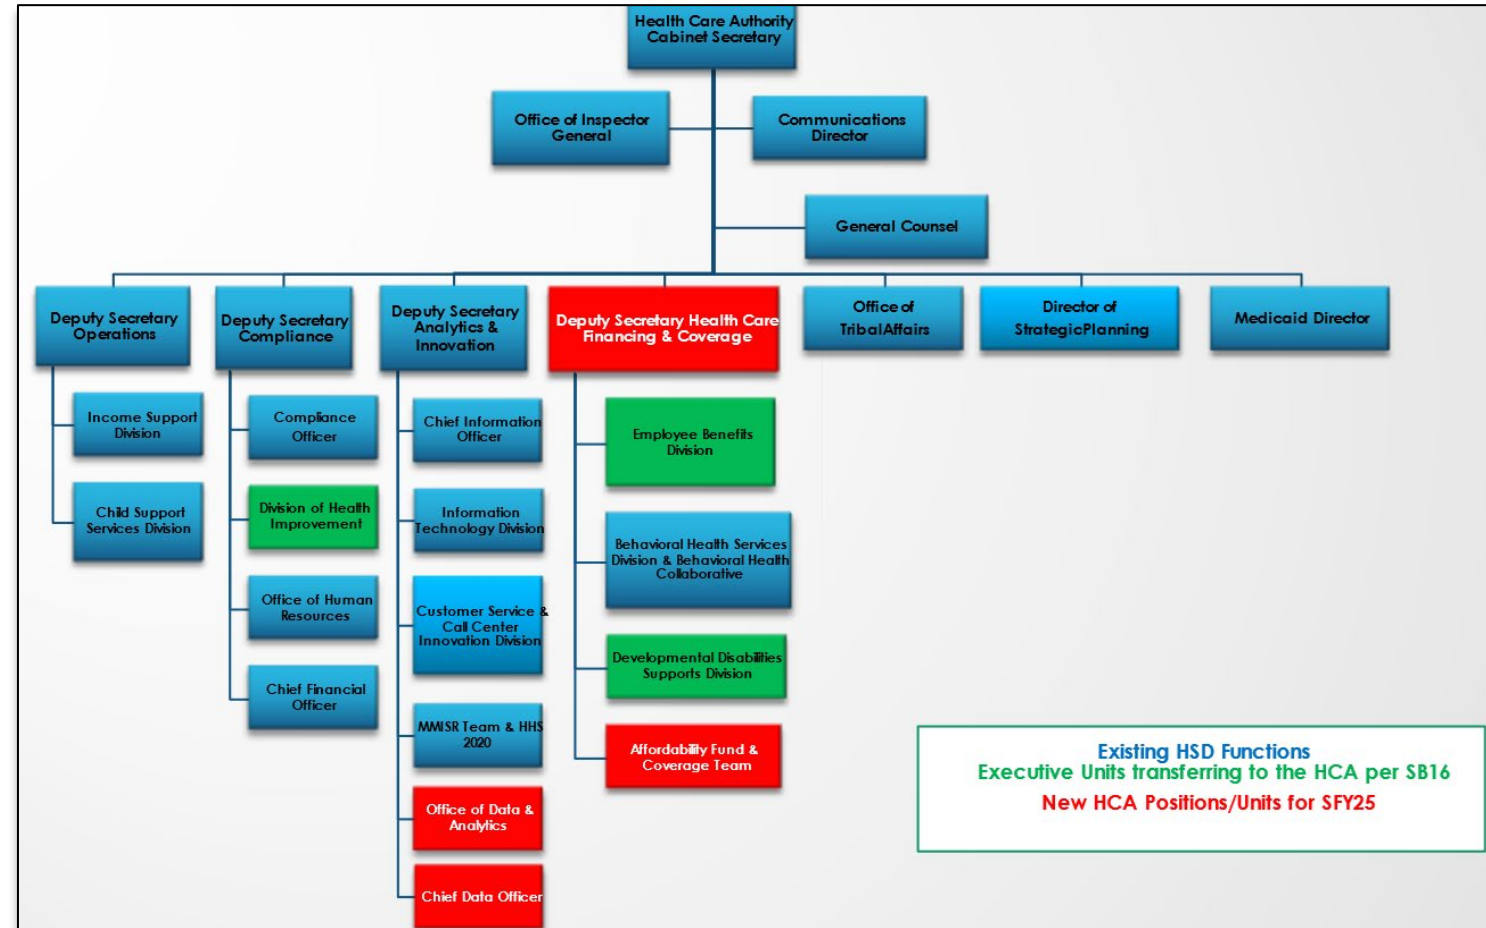 Health Care Authority
Cabinet Secretary
Office of Inspector
General
Communications
Director
General Counsel
Deputy Secretary
Operations
Deputy Secretary
Compliance
Deputy Secretary
Analytics &
Innovation
Deputy Secretary Health Care
Financing & Coverage
Office of
TribalAffairs
Director of
StrategicPlanning
Medicaid Director
Income Support
Division
Child Support
Services Division
Compliance
Officer
Division of Health
Improvement
Office of Human
Resources
Chief Financial
Officer
Chief Information
Officer
Information
Technology Division
Customer Service &
Call Center
Innovation Division
MMISR Team & HHS
2020
Office of Data &
Analytics
Chief Data Officer
Employee Benefits
Division
Behavioral Health Services
Division & Behavioral Health
Collaborative
Developmental Disabilities
Supports Division
Affordability Fund &
Coverage Team
Existing HSD Functions
Executive Units transferring to the HCA per SB16
New HCA Positions/Units for SFY25